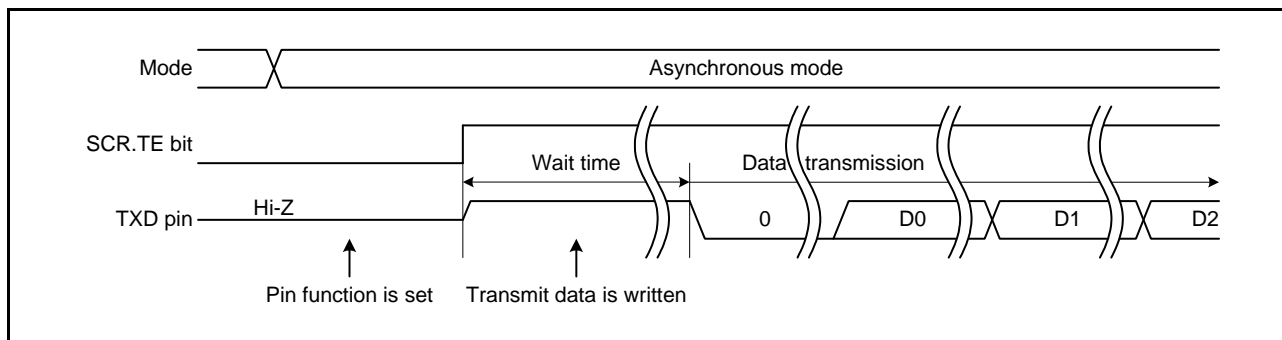 Mode
Asynchronous mode
SCR.TE bit
Wait time
Data transmission
TXD pin
Hi-Z
0
D0
D1
D2
Pin function is set
Transmit data is written